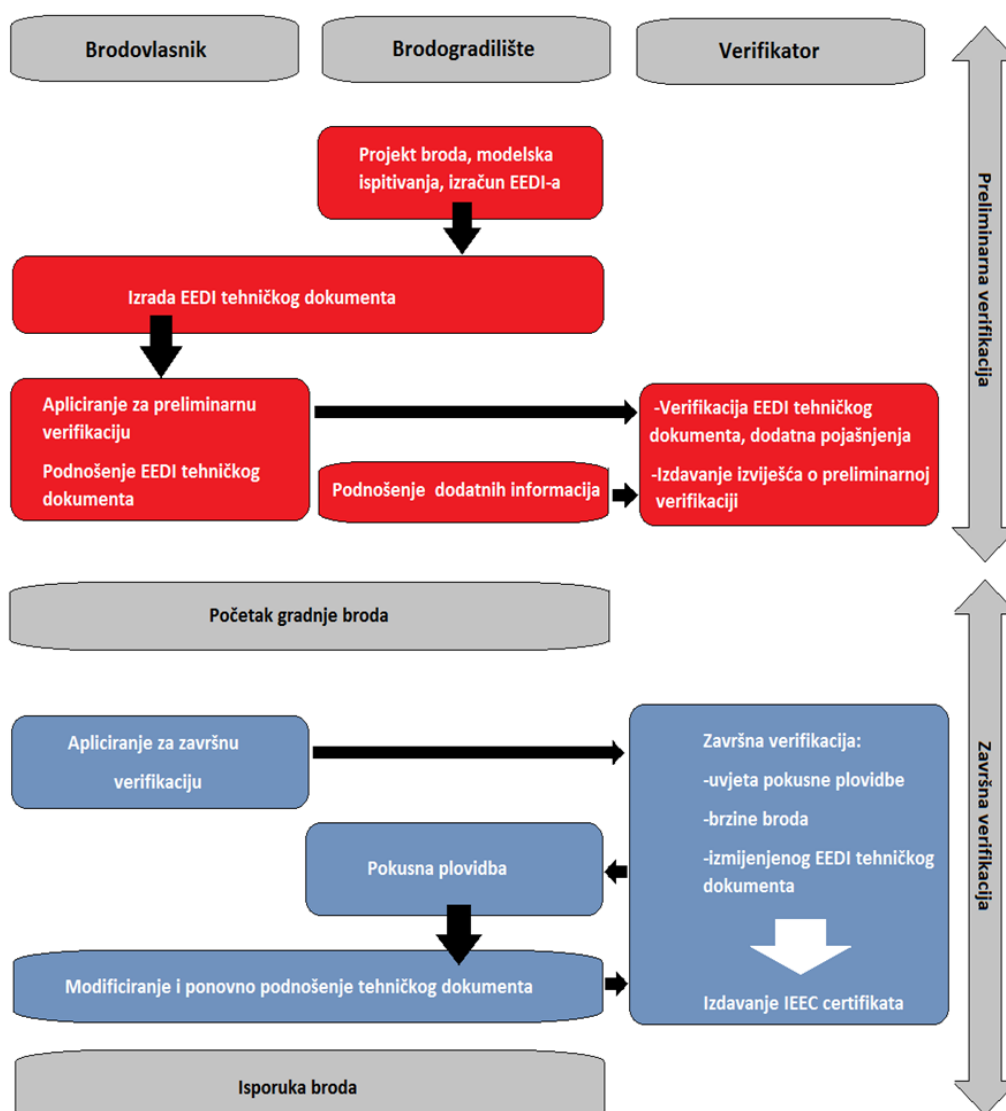 Brodovlasnik
Brodogradilište
Verifikator
Projekt broda, modelska
ispitivanja, izračun EEDI-a
Izrada EEDI tehničkog dokumenta
Apliciranje za preliminarnu
verifikaciju
Podnošenje EEDI tehničkog
dokumenta
Podnošenje dodatnih informacija
-Verifikacija EEDI tehničkog
dokumenta, dodatna pojašnjenja
-Izdavanje izviješća o preliminarnoj
verifikaciji
Preliminarna verifikacija
Početak gradnje broda
Apliciranje za završnu
verifikaciju
Završna verifikacija:
-uvjeta pokusne plovidbe
-brzine broda
-izmijenjenog EEDI tehničkog
dokumenta
Pokusna plovidba
Modificiranje i ponovno podnošenje tehničkog dokumenta
Izdavanje IEEC certifikata
Završna verifikacija
Isporuka broda